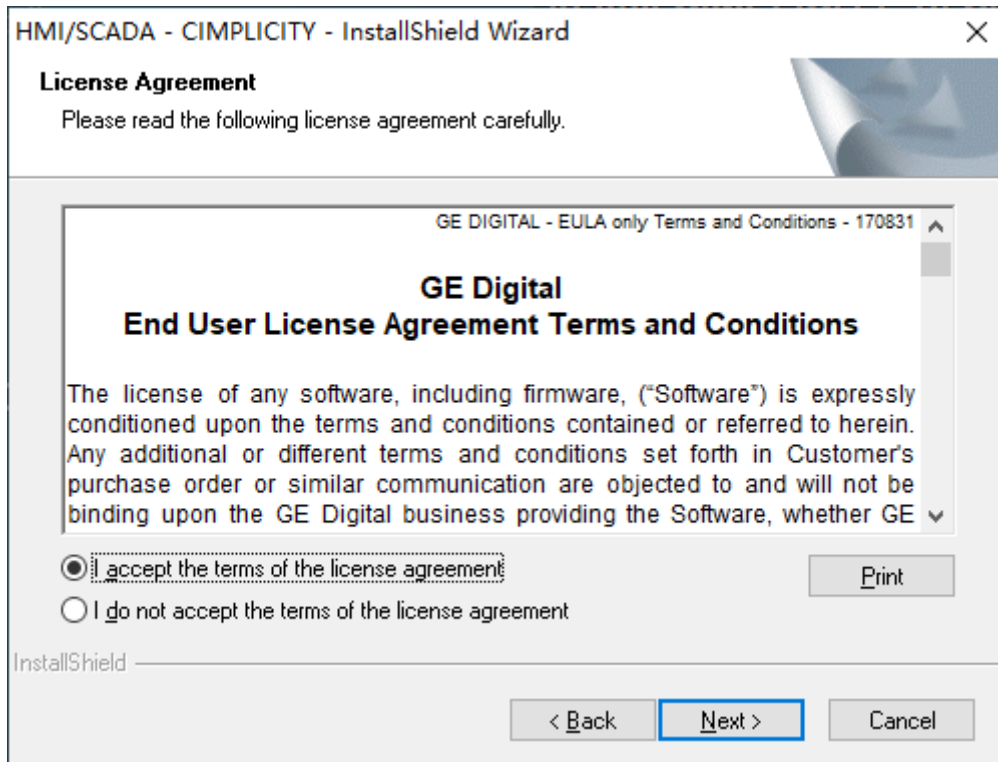 HMI/SCADA - CIMPLICITY - InstallShield Wizard
License Agreement
Please read the following license agreement carefully.
GE DIGITAL - EULA only Terms and Conditions - 170831
GE Digital
End User License Agreement Terms and Conditions
The license of any software, including firmware, (“Software”) is expressly
conditioned upon the terms and conditions contained or referred to herein.
Any additional or different terms and conditions set forth in Customer's
purchase order or similar communication are objected to and will not be
binding upon the GE Digital business providing the Software, whether GE
I accept the terms of the license agreement
Print
I do not accept the terms of the license agreement
InstallShield
< Back
Next >
Cancel